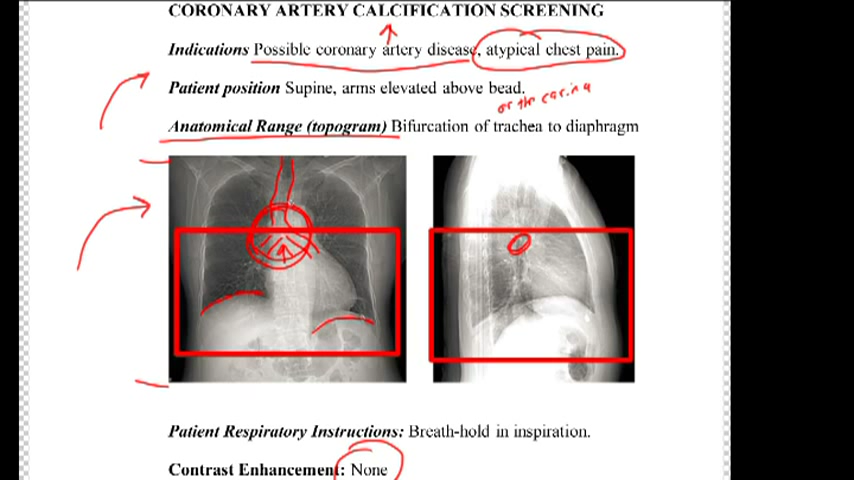 CORONARY ARTERY CALCIFICATION SCREENING
Indications Possible coronary artery disease, atypical chest pain.
Patient position Supine, arms elevated above bead.
or the carina
Anatomical Range (topogram) Bifurcation of trachea to diaphragm
Patient Respiratory Instructions: Breath-hold in inspiration.
Contrast Enhancement: None